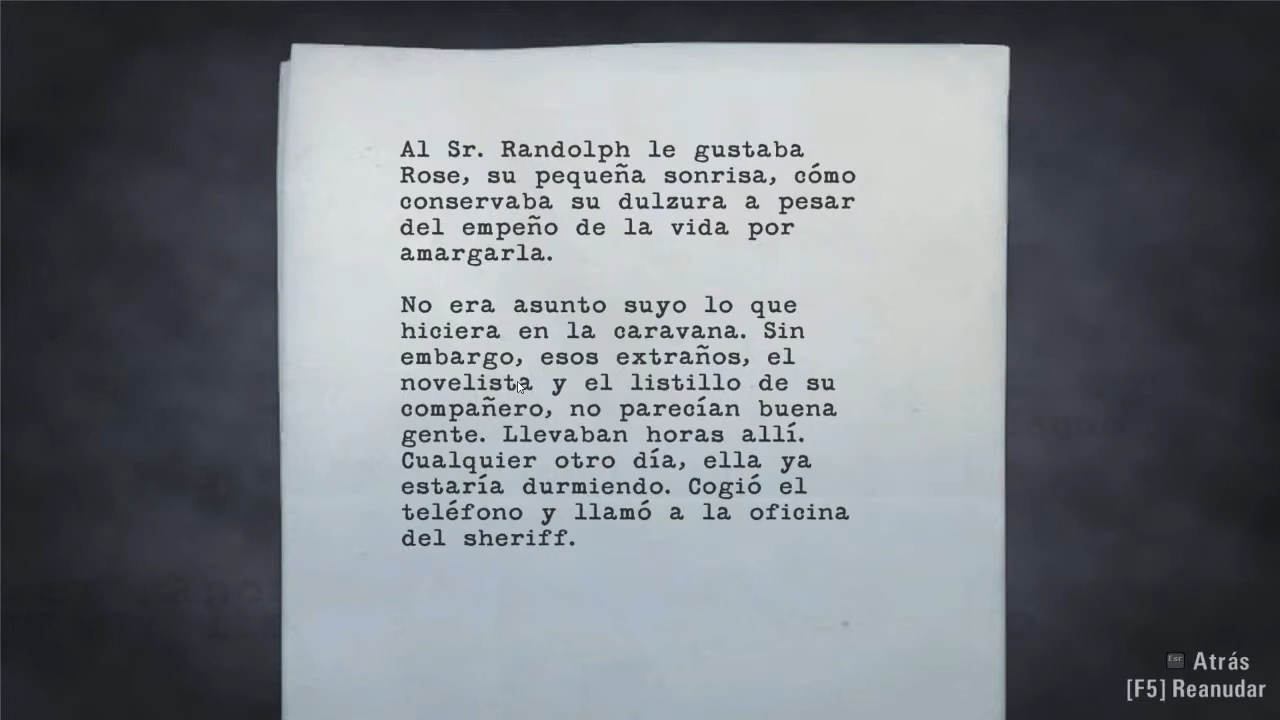 Al Sr. Randolph le gustaba
Rose, su pequeña sonrisa, cómo
conservaba su dulzura a pesar
del empeño de la vida por
amargarla.
No era asunto suyo lo que
hiciera en la caravana. Sin
embargo, esos extraños, el
novelista y el listillo de su
compañero, no parecían buena
gente. Llevaban horas allí.
Cualquier otro día, ella ya
estaría durmiendo. Cogió el
teléfono y llamó a la oficina
del sheriff.
Esc Atrás
[F5] Reanudar